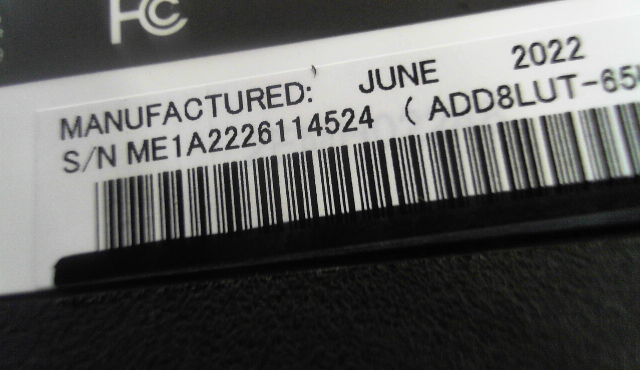 FC
MANUFACTURED: JUNE 2022
S/N ME1A2226114524 ( ADD8LUT-65